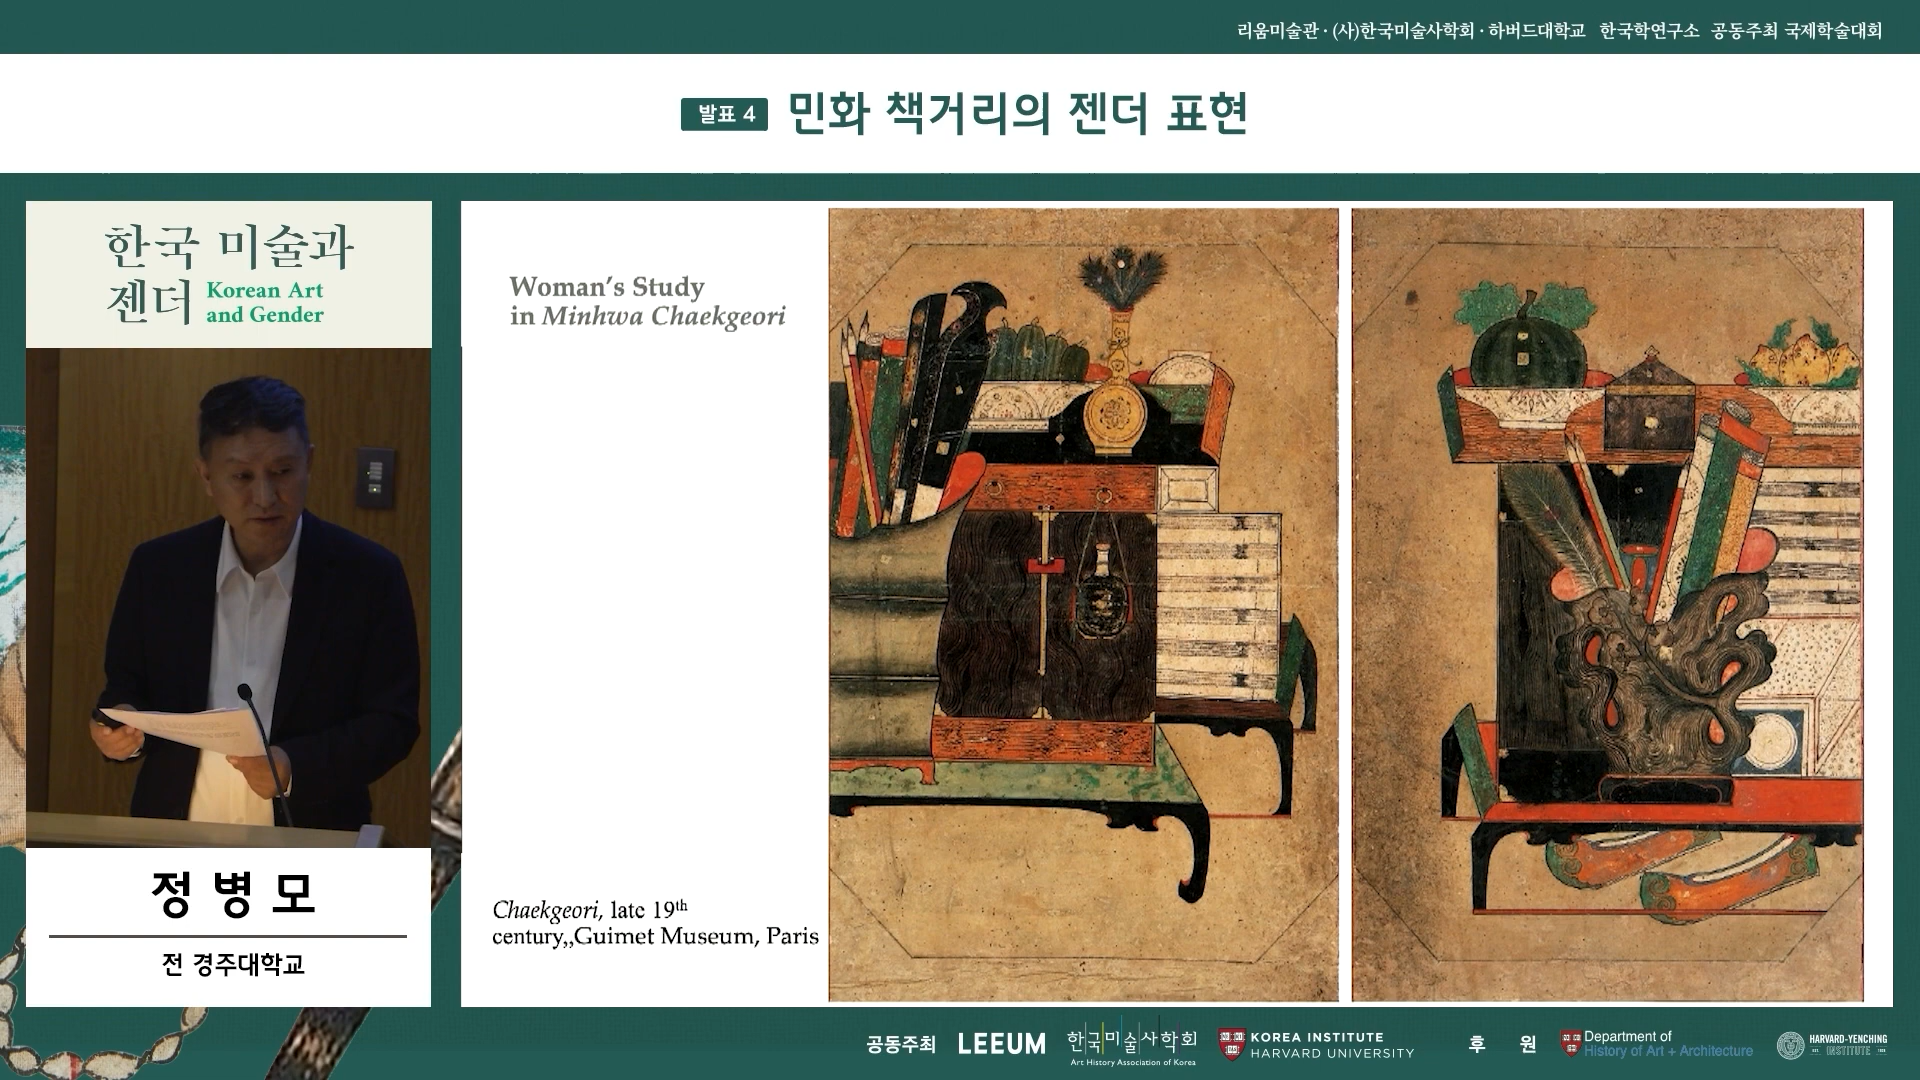 리움미술관 · (사)한국미술사학회 · 하버드대학교 한국학연구소 공동주최 국제학술대회
발표 4 민화 책거리의 젠더 표현
한국 미술과
젠더 Korean Art
and Gender
Woman's Study
in Minhwa Chaekgeori
Chaekgeori, late 19th
century,,Guimet Museum, Paris
정병모
전 경주대학교
공동주최 LEEUM 한국미술사학회 Art History Association of Korea KOREA INSTITUTE HARVARD UNIVERSITY 후 원 Department of History of Art + Architecture HARVARD-YENCHING INSTITUTE